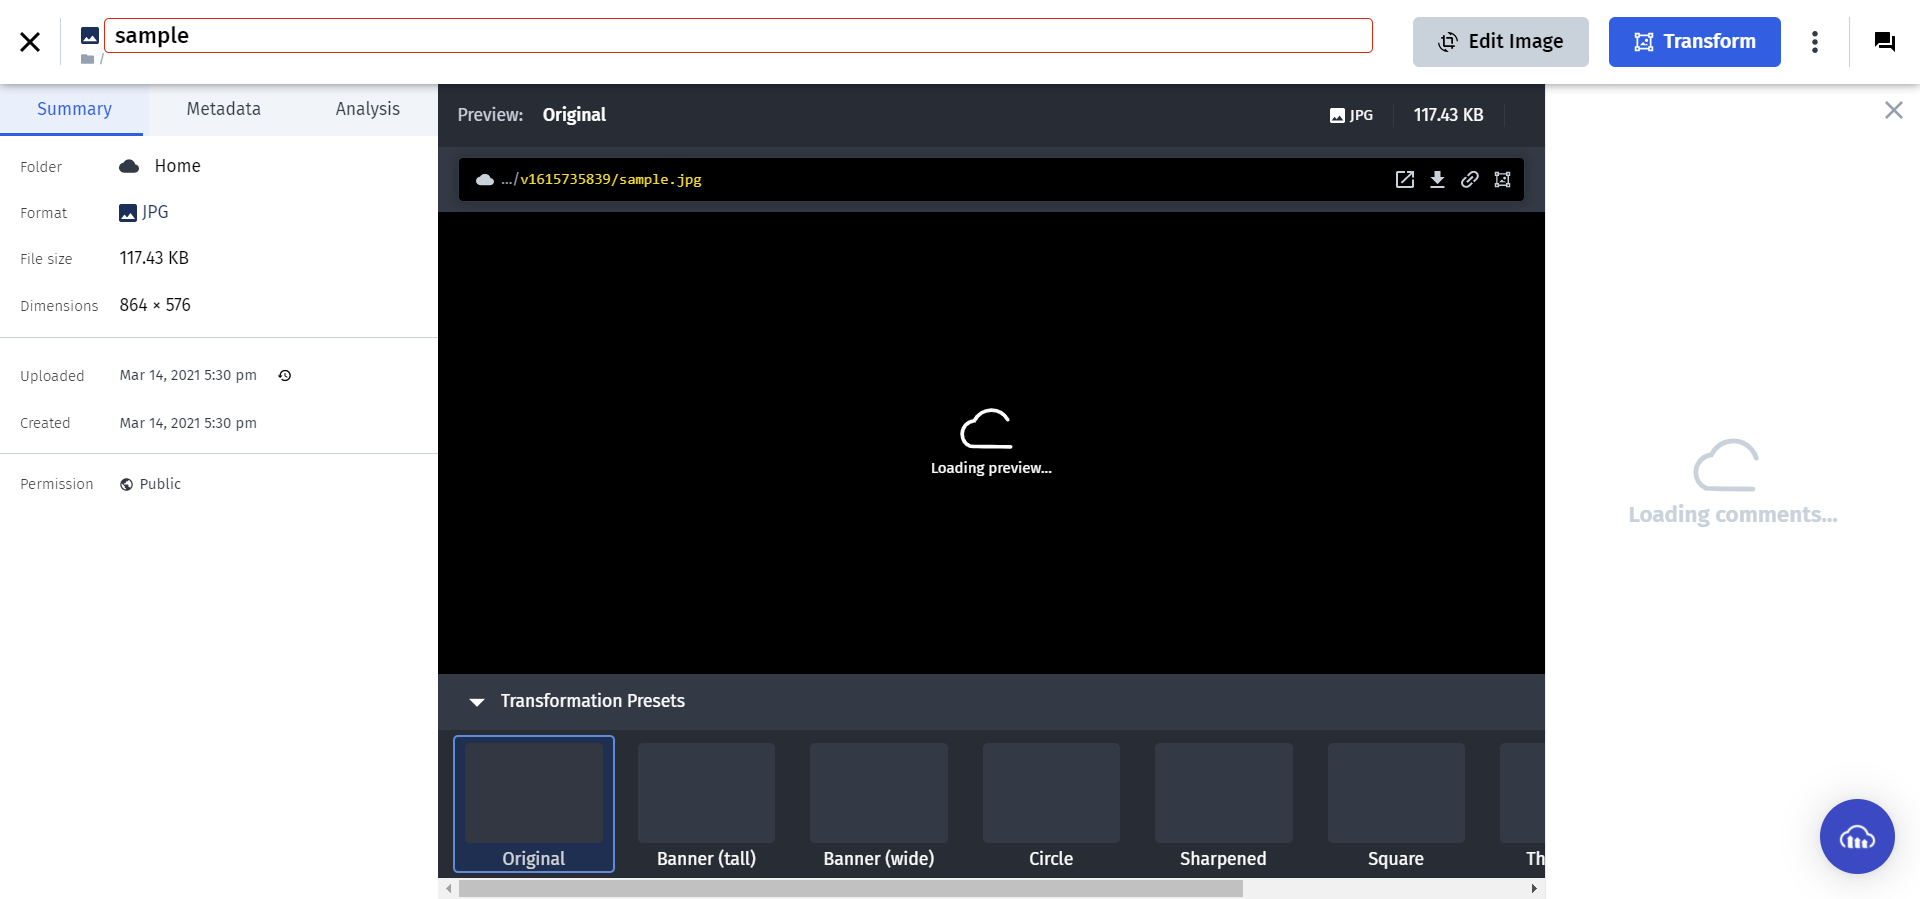 sample
/
Edit Image
Transform
Summary
Metadata
Analysis
Folder
Home
Format
JPG
File size
117.43 KB
Dimensions
864 × 576
Uploaded
Mar 14, 2021 5:30 pm
Created
Mar 14, 2021 5:30 pm
Permission
Public
Preview: Original
JPG
117.43 KB
.../v1615735839/sample.jpg
Loading preview...
Transformation Presets
Original
Banner (tall)
Banner (wide)
Circle
Sharpened
Square
Th
Loading comments...